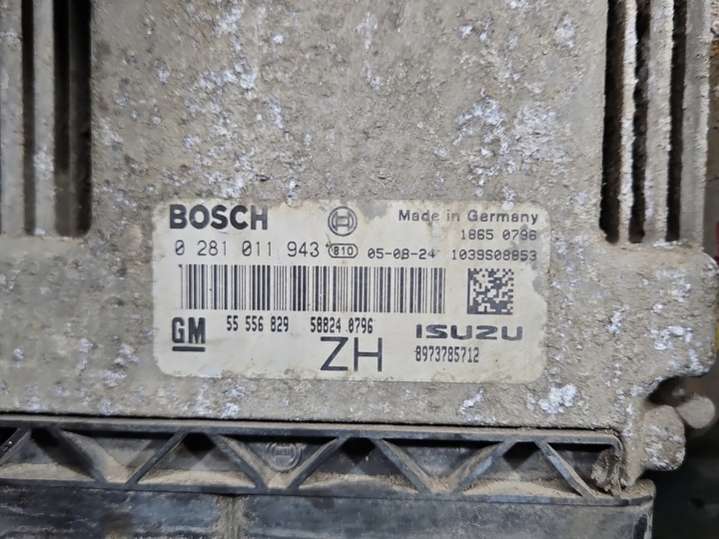 BOSCH Made in Germany
1865 0796
0 281 011 943 810 05-08-24 1039S08853
GM 55 556 829 58824 0796 ISUZU
ZH 8973785712